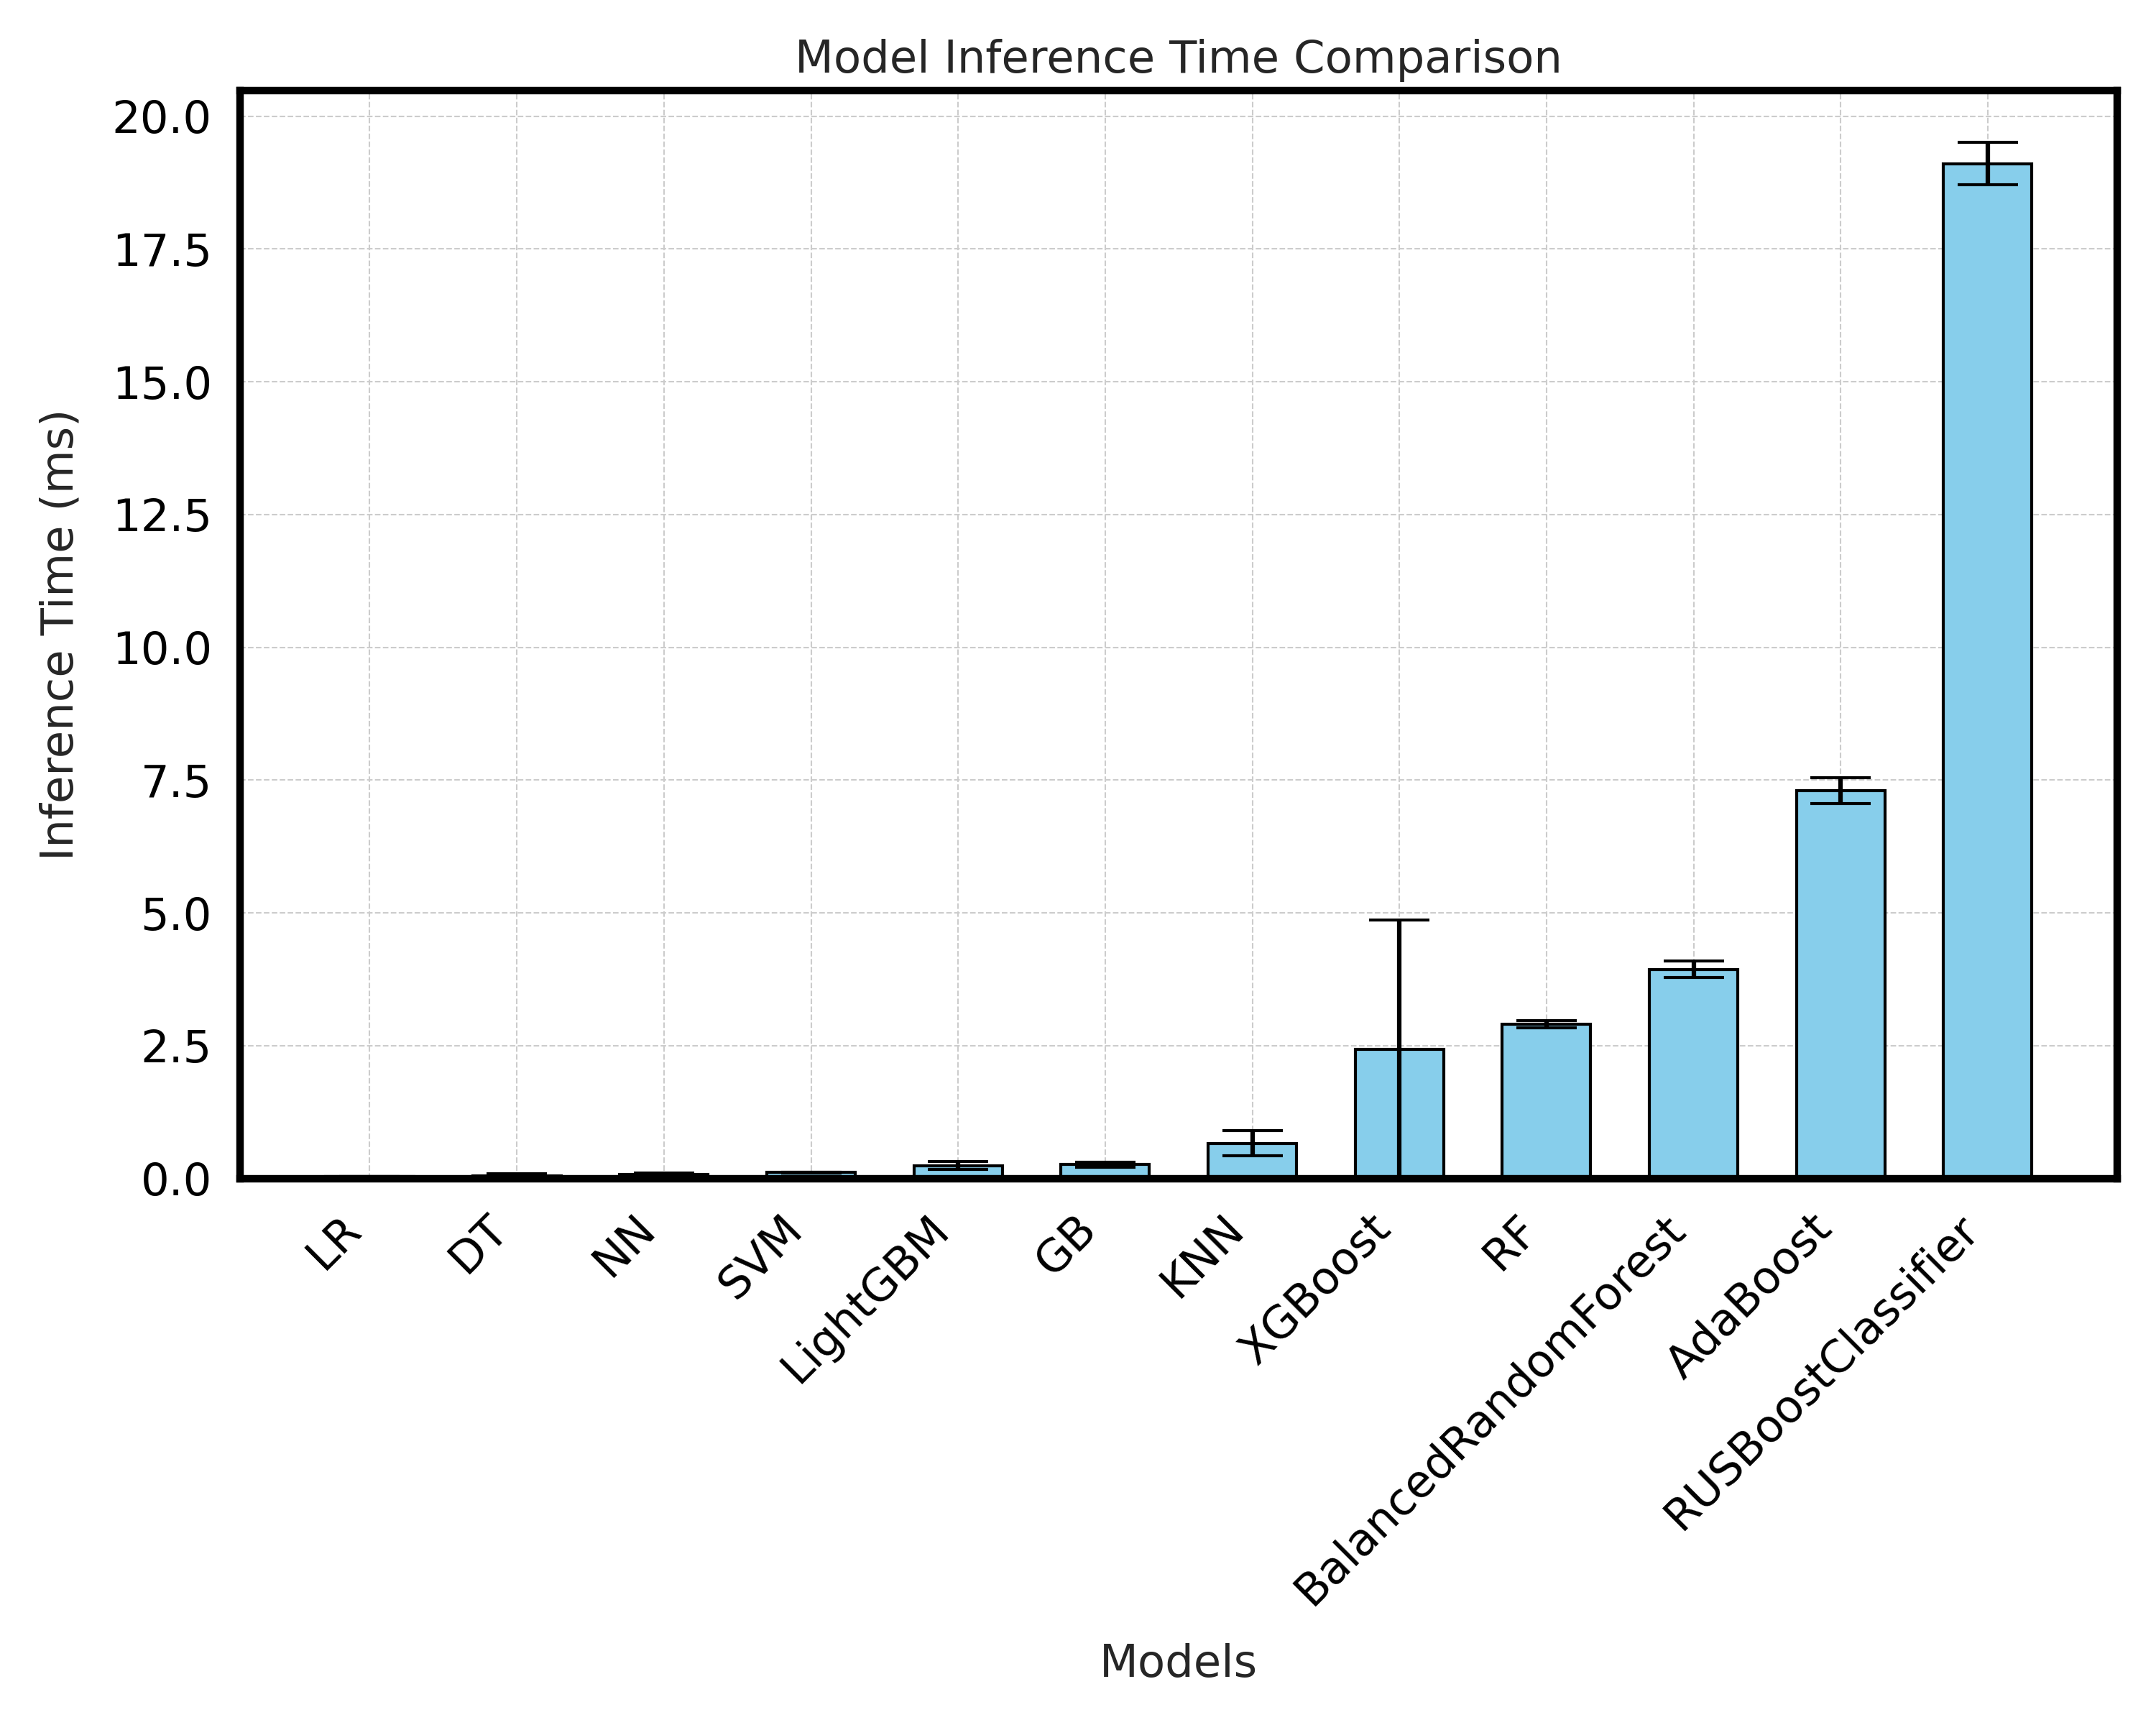 Model Inference Time Comparison
20.0
17.5
15.0
12.5
10.0
7.5
5.0
2.5
0.0
Inference Time (ms)
LR
DT
NN
SVM
LightGBM
GB
KNN
XGBoost
RF
BalancedRandomForest
AdaBoost
RUSBoostClassifier
Models